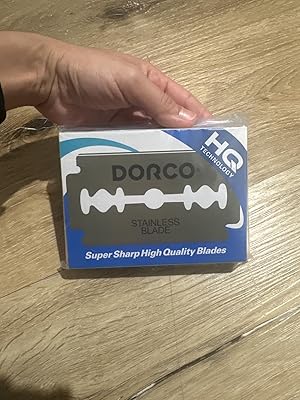 HQ
TECHNOLOGY
DORCO
STAINLESS
BLADE
Super Sharp High Quality Blades